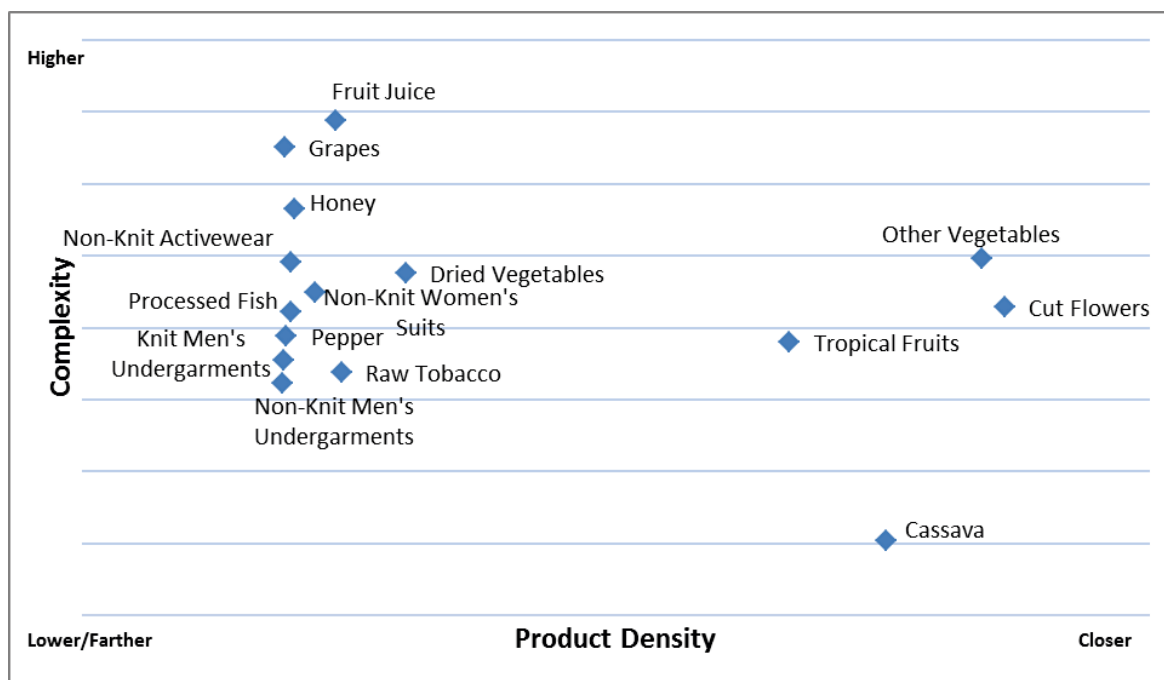 Higher
Fruit Juice
Grapes
Honey
Non-Knit Activewear
Other Vegetables
Dried Vegetables
Processed Fish
Non-Knit Women's
Suits
Cut Flowers
Knit Men's
Undergarments
Pepper
Tropical Fruits
Raw Tobacco
Non-Knit Men's
Undergarments
Cassava
Complexity
Lower/Farther
Product Density
Closer